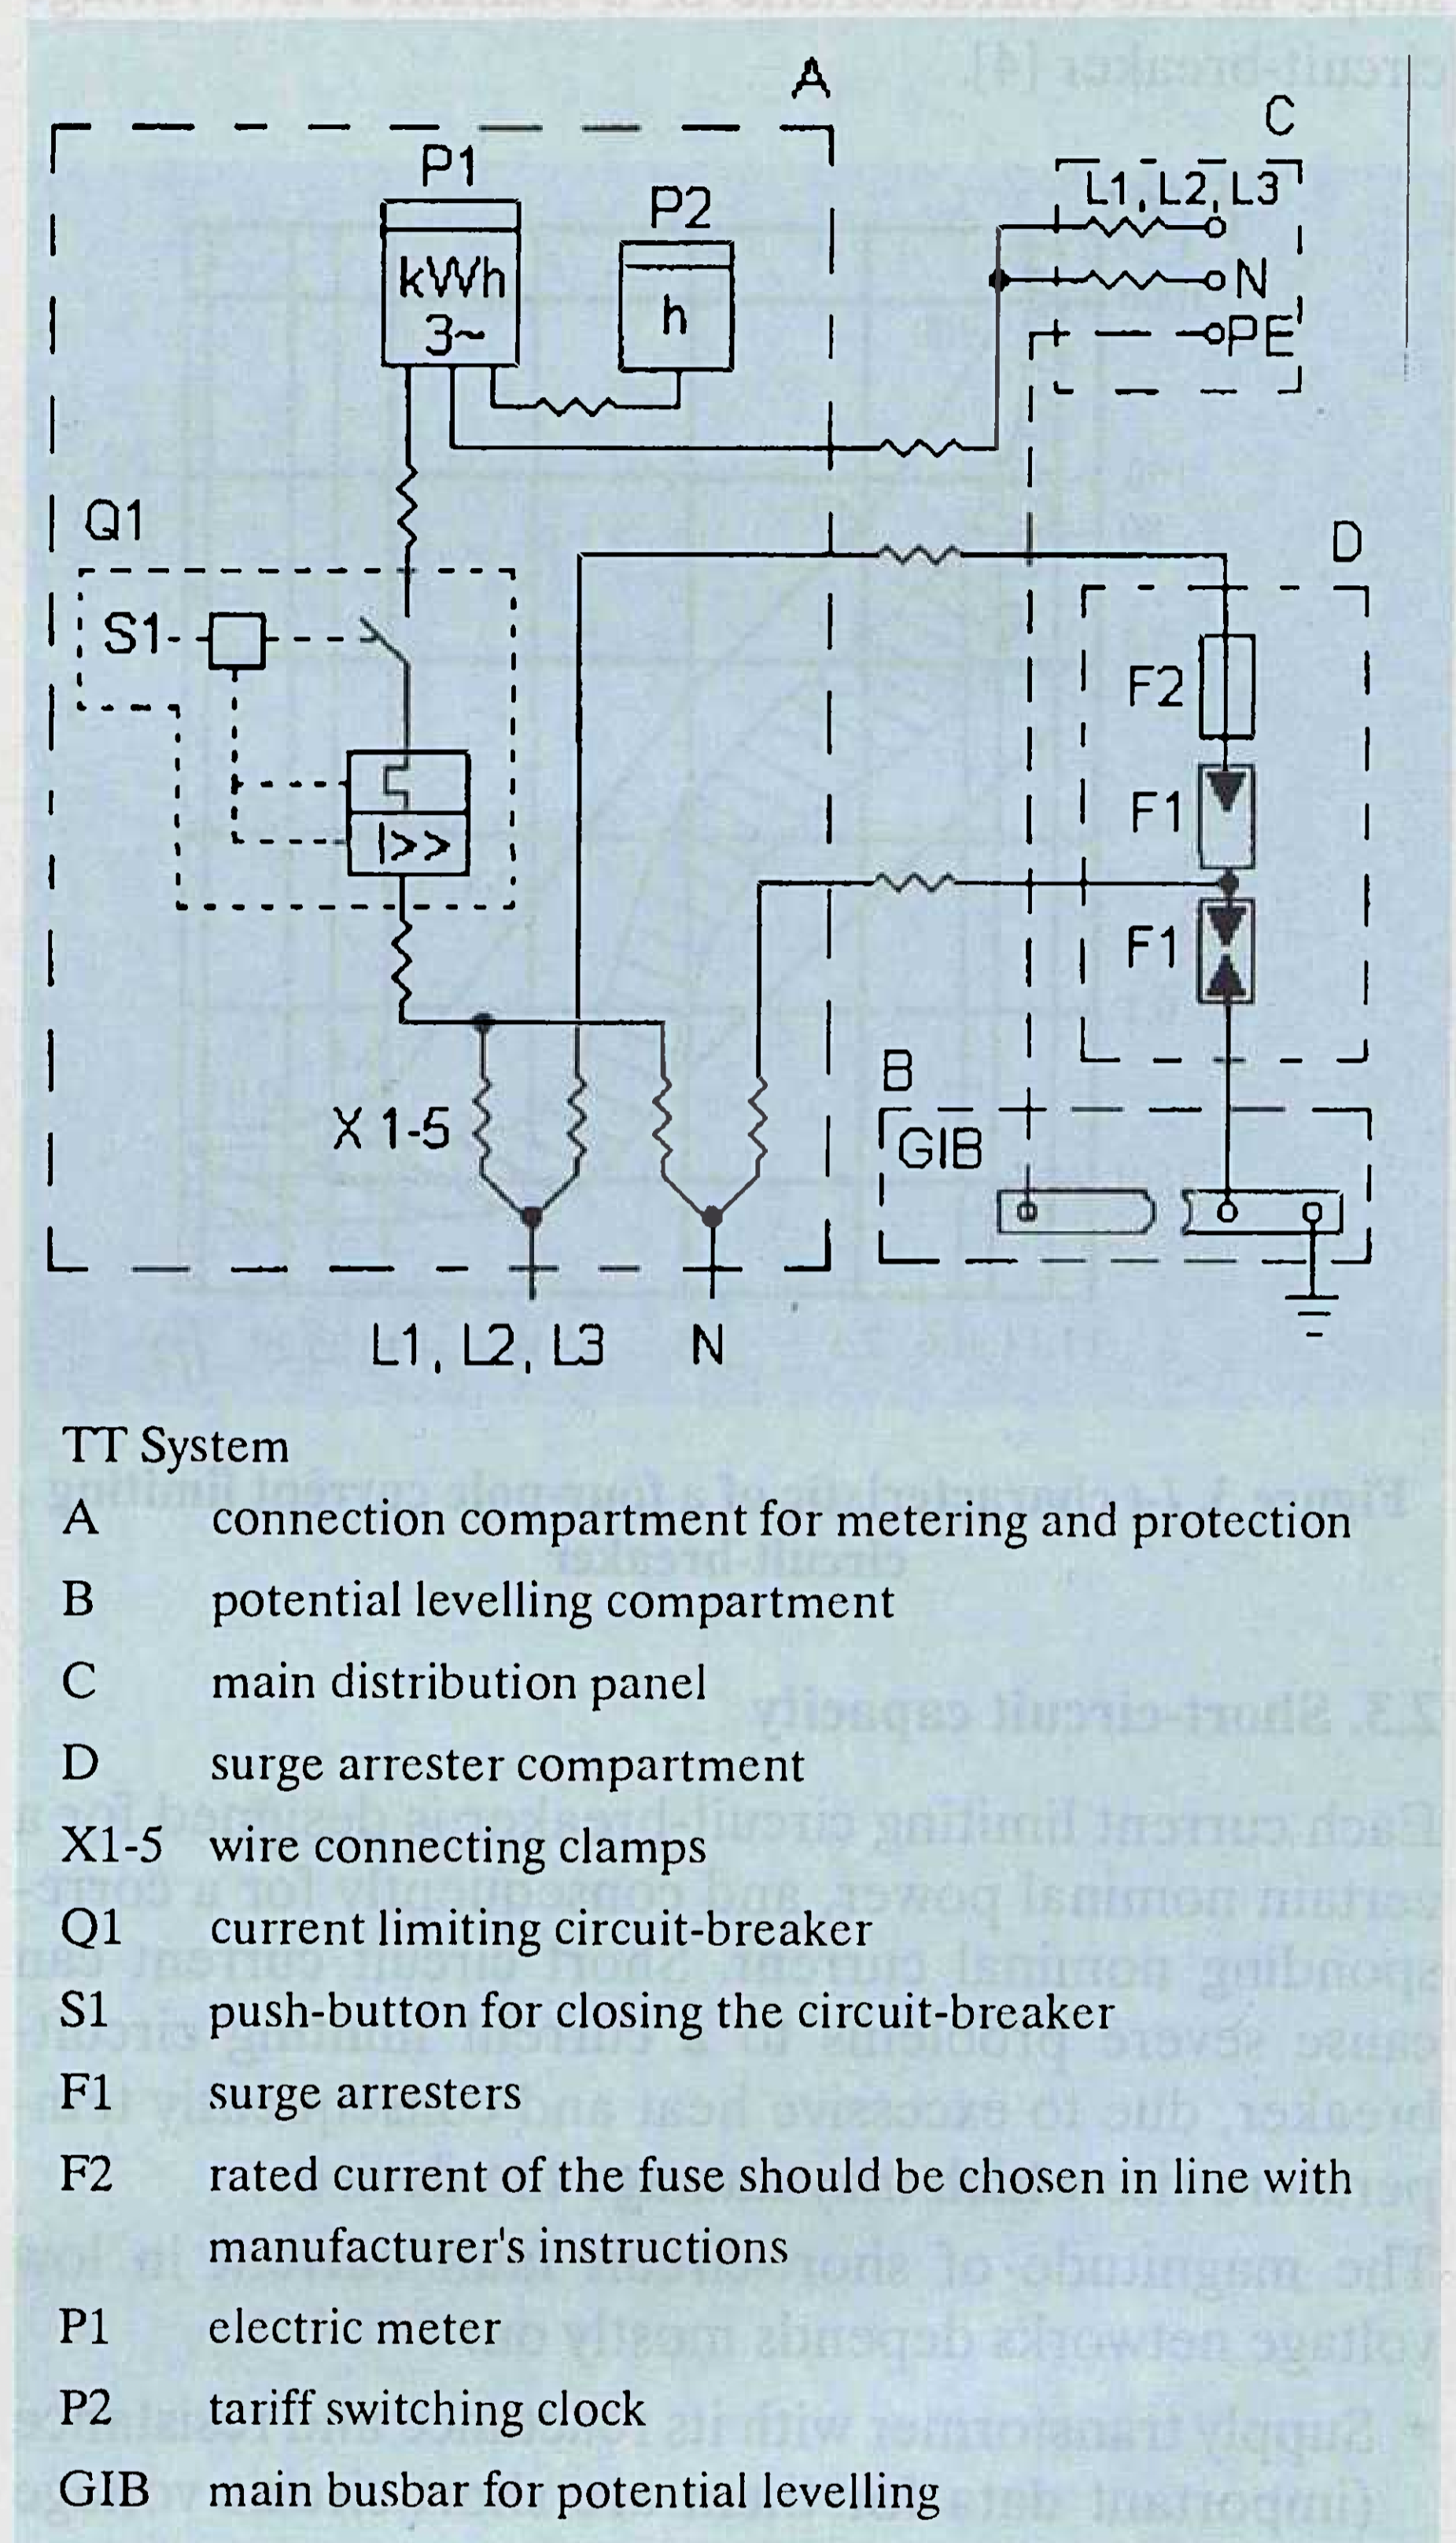 A
C
P1
L1, L2, L3
P2
kWh
N
h
3~
PE
Q1
D
S1
F2
F1
I>>
F1
B
X 1-5
GIB
L1, L2, L3 N
TT System
A connection compartment for metering and protection
B potential levelling compartment
C main distribution panel
D surge arrester compartment
X1-5 wire connecting clamps
Q1 current limiting circuit-breaker
S1 push-button for closing the circuit-breaker
F1 surge arresters
F2 rated current of the fuse should be chosen in line with
manufacturer's instructions
P1 electric meter
P2 tariff switching clock
GIB main busbar for potential levelling